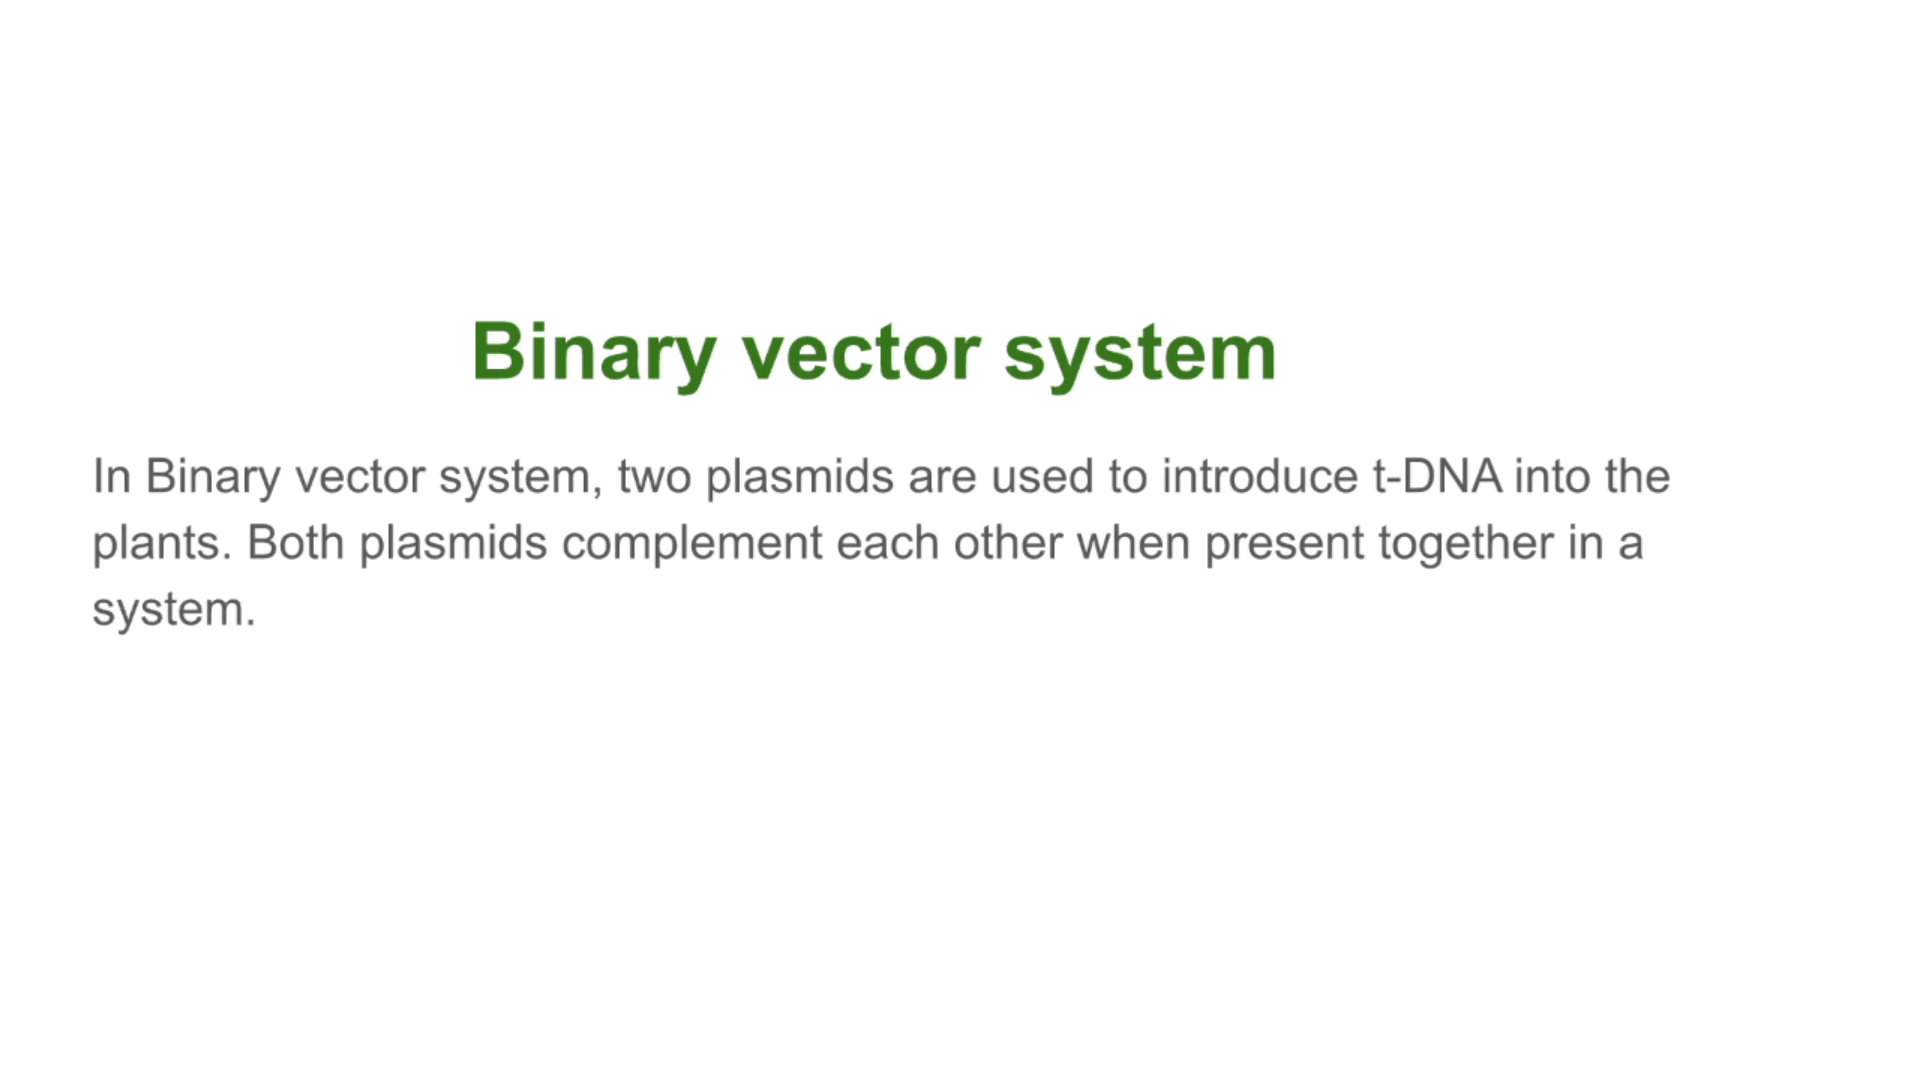 Binary vector system
In Binary vector system, two plasmids are used to introduce t-DNA into the
plants. Both plasmids complement each other when present together in a
system.